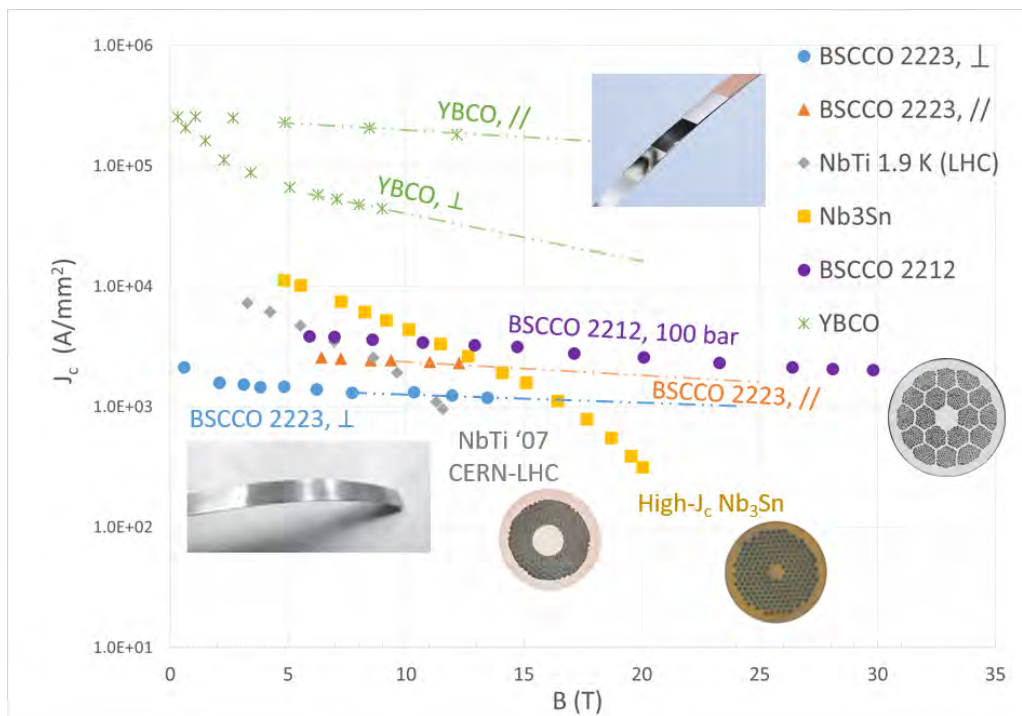 1.0E+06
1.0E+05
1.0E+04
1.0E+03
1.0E+02
1.0E+01
J_c (A/mm²)
0
5
10
15
20
25
30
35
B (T)
BSCCO 2223, ⊥
BSCCO 2223, //
NbTi 1.9 K (LHC)
Nb3Sn
BSCCO 2212
YBCO
YBCO, //
YBCO, ⊥
BSCCO 2212, 100 bar
BSCCO 2223, //
BSCCO 2223, ⊥
NbTi ‘07
CERN-LHC
High-J_c Nb₃Sn